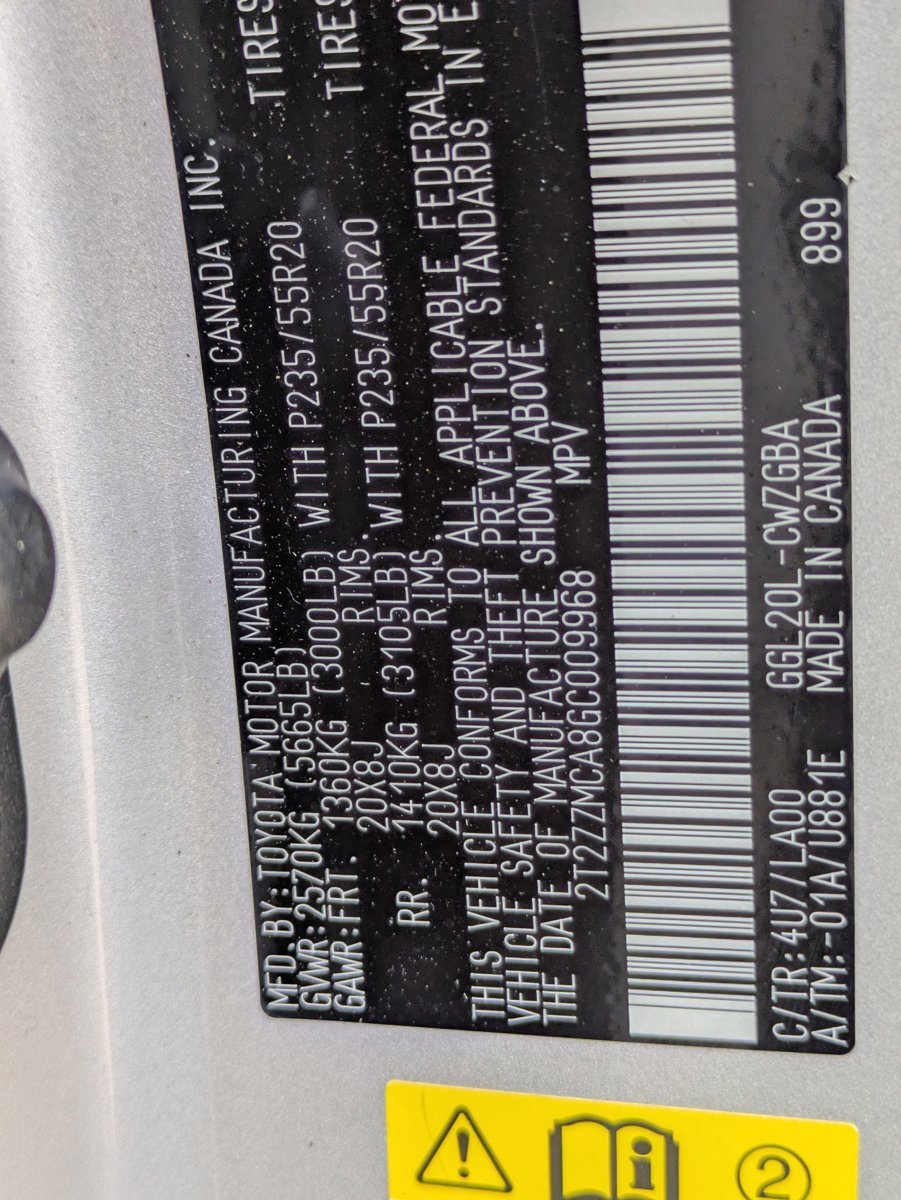 MFD.BY:TOYOTA MOTOR MANUFACTURING CANADA INC.
GVWR:2570KG (5665LB)
GAWR:FRT. 1360KG (3000LB) WITH P235/55R20 TIRES
20X8J RIMS.
RR. 1410KG (3105LB) WITH P235/55R20 TIRES
20X8J RIMS.
THIS VEHICLE CONFORMS TO ALL APPLICABLE FEDERAL
VEHICLE SAFETY AND THEFT PREVENTION STANDARDS IN
THE DATE OF MANUFACTURE SHOWN ABOVE.
2T2ZZMCA8GC009968 MPV
C/TR:4U7/LA00 GGL20L-CWZGBA
A/TM:-01A/U881E MADE IN CANADA 899
2